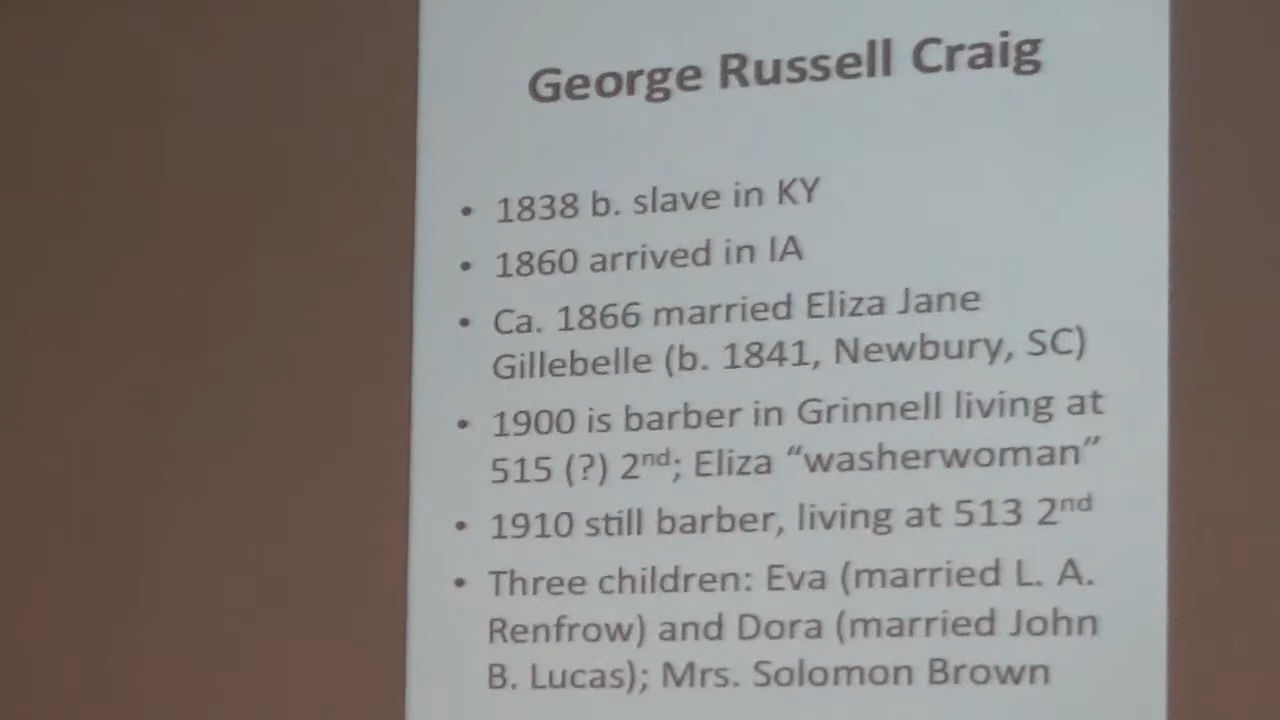 George Russell Craig
• 1838 b. slave in KY
• 1860 arrived in IA
• Ca. 1866 married Eliza Jane
Gillebelle (b. 1841, Newbury, SC)
• 1900 is barber in Grinnell living at
515 (?) 2nd; Eliza “washerwoman”
• 1910 still barber, living at 513 2nd
• Three children: Eva (married L. A.
Renfrow) and Dora (married John
B. Lucas); Mrs. Solomon Brown